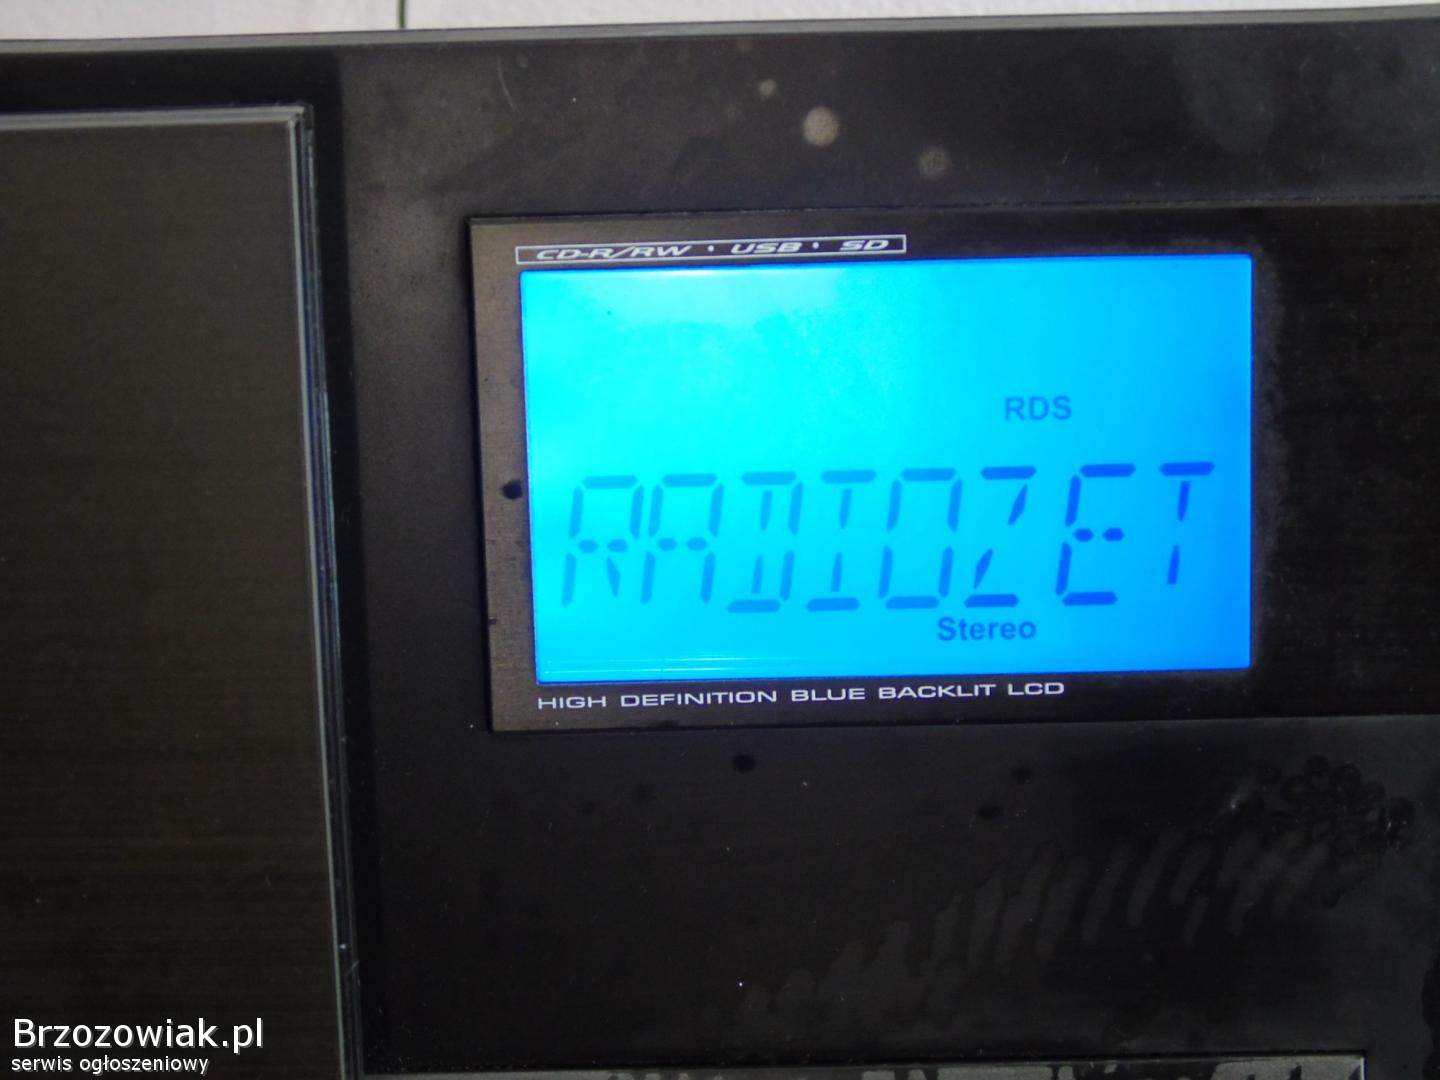 CD-R/RW · USB · SD
RDS
RADIOZET
Stereo
HIGH DEFINITION BLUE BACKLIT LCD
Brzozowiak.pl
serwis ogłoszeniowy